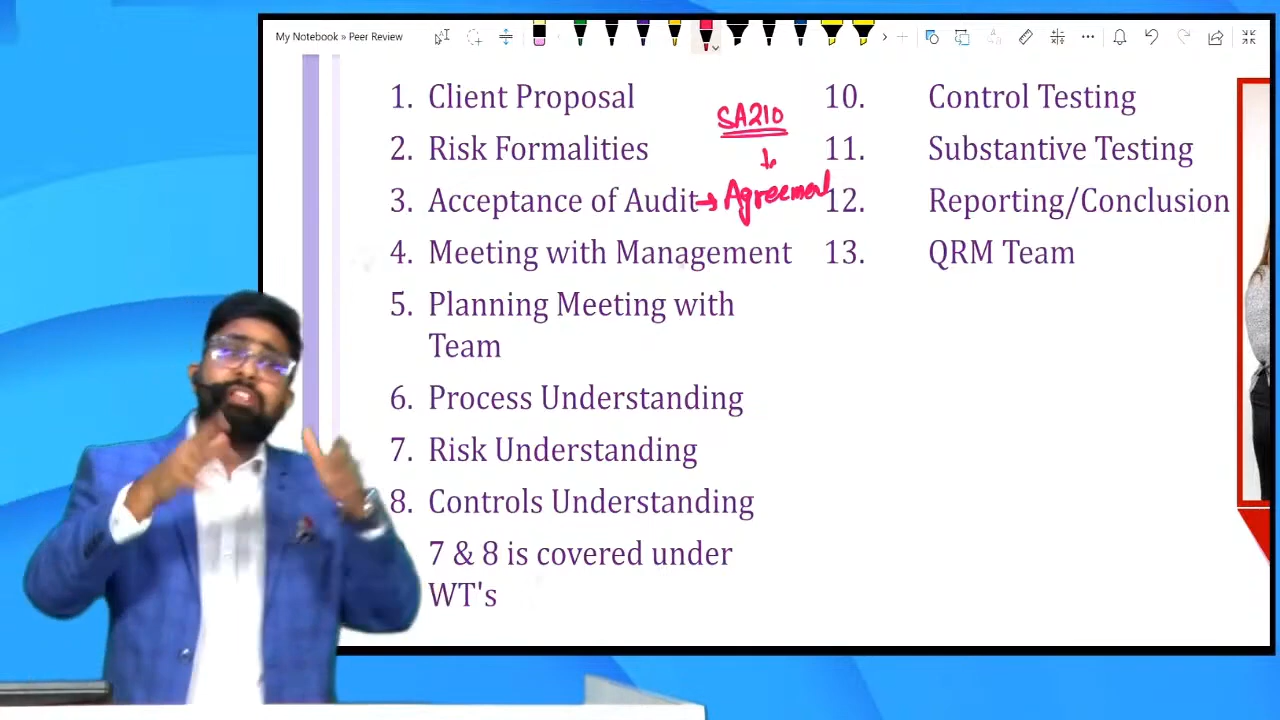 My Notebook » Peer Review
1. Client Proposal
2. Risk Formalities
3. Acceptance of Audit
4. Meeting with Management
5. Planning Meeting with
Team
6. Process Understanding
7. Risk Understanding
8. Controls Understanding
7 & 8 is covered under
WT's
SA210
Agreement
10. Control Testing
11. Substantive Testing
12. Reporting/Conclusion
13. QRM Team